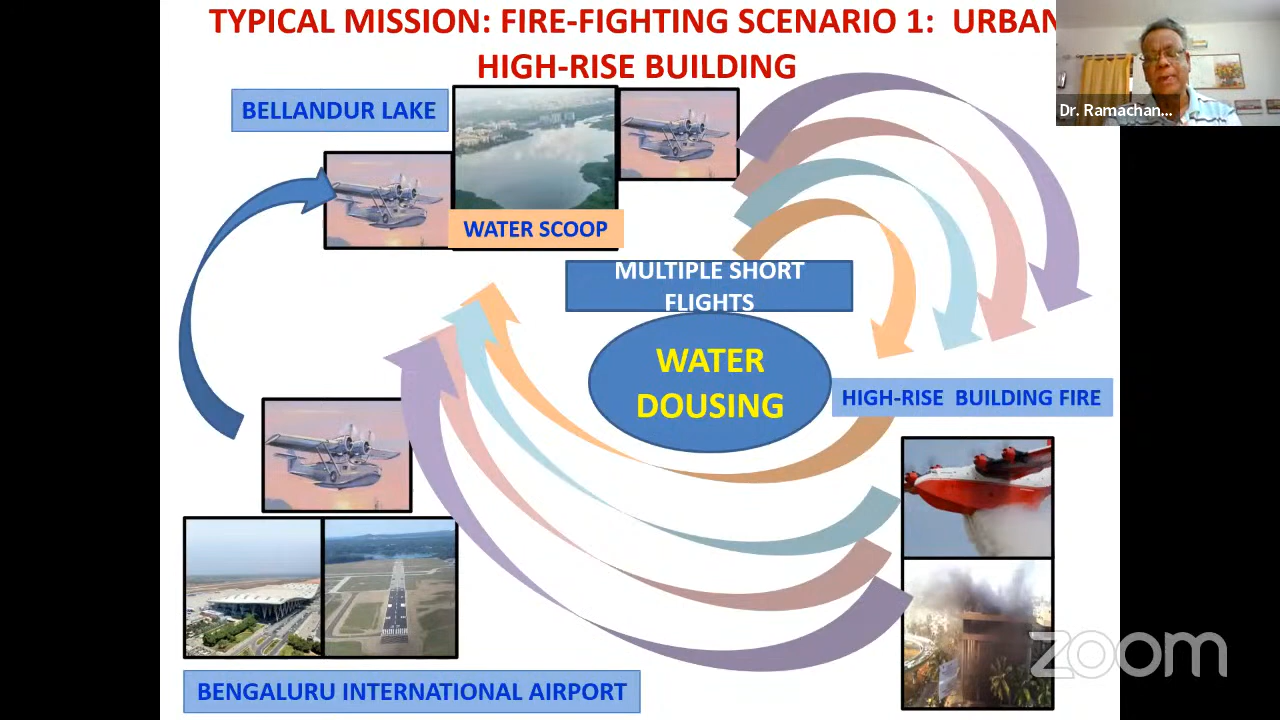 TYPICAL MISSION: FIRE-FIGHTING SCENARIO 1: URBAN
HIGH-RISE BUILDING
Dr. Ramachan...
BELLANDUR LAKE
WATER SCOOP
MULTIPLE SHORT
FLIGHTS
WATER
DOUSING
HIGH-RISE BUILDING FIRE
zoom
BENGALURU INTERNATIONAL AIRPORT